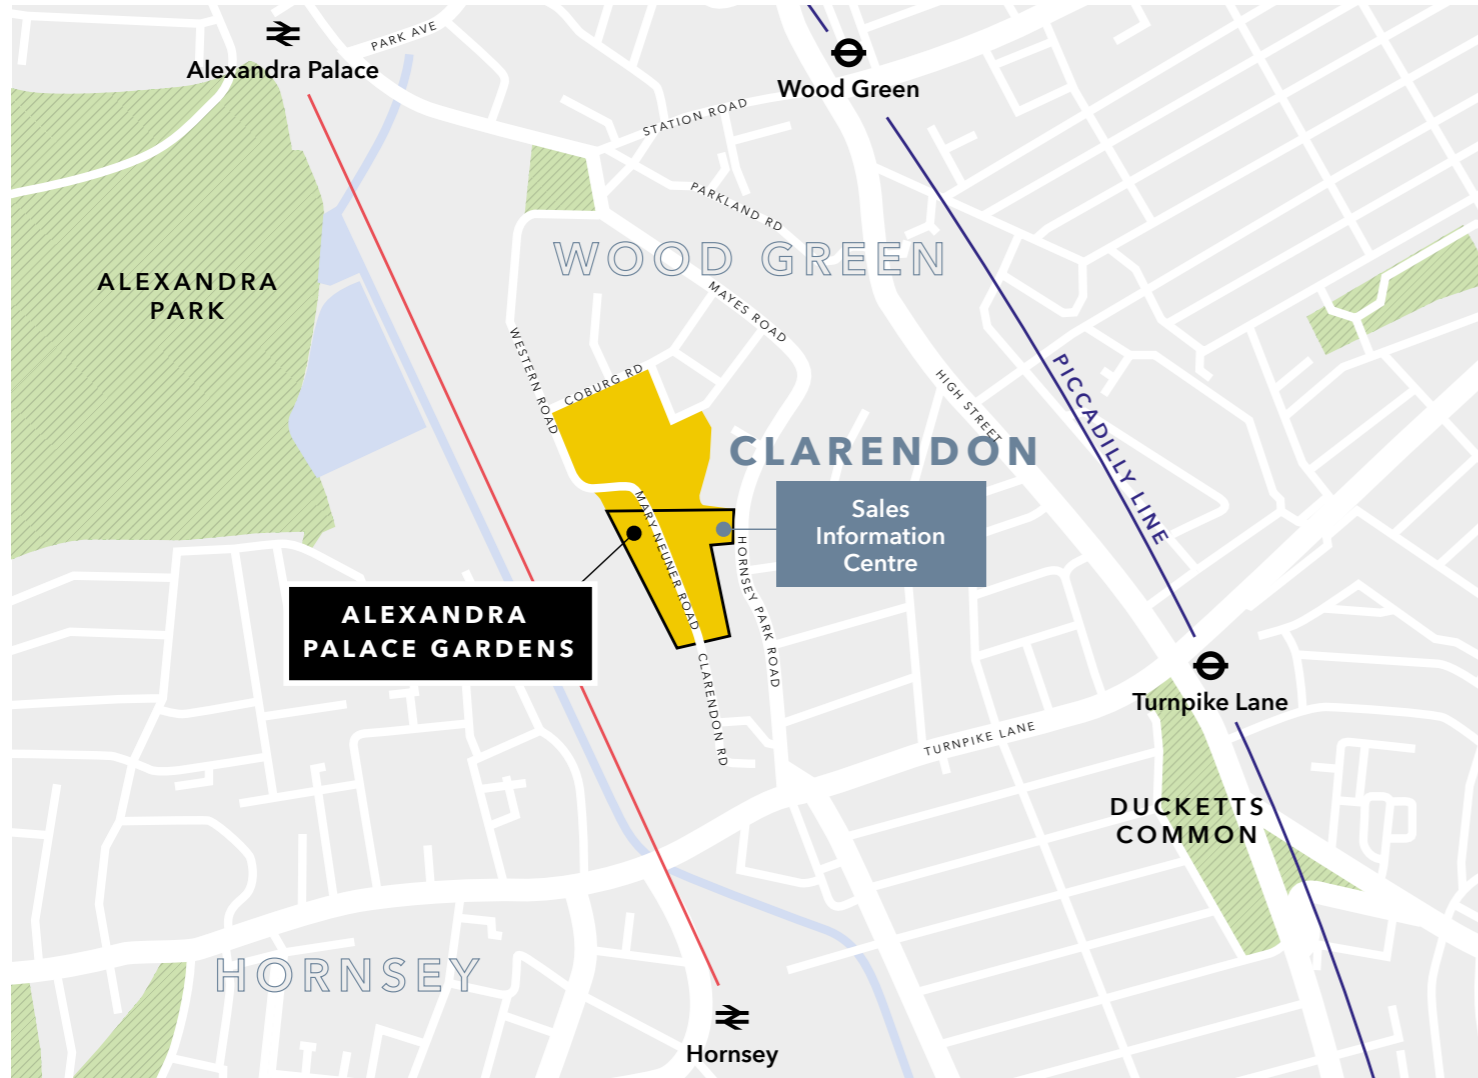 PARK AVE
Alexandra Palace
Wood Green
STATION ROAD
PARKLAND RD
WOOD GREEN
ALEXANDRA
PARK
MAYES ROAD
WESTERN ROAD
COBURG RD
HIGH STREET
PICCADILLY LINE
CLARENDON
Sales
Information
Centre
MARY NEUNER ROAD
HORNSEY PARK ROAD
ALEXANDRA
PALACE GARDENS
CLARENDON RD
Turnpike Lane
TURNPIKE LANE
DUCKETTS
COMMON
HORNSEY
Hornsey